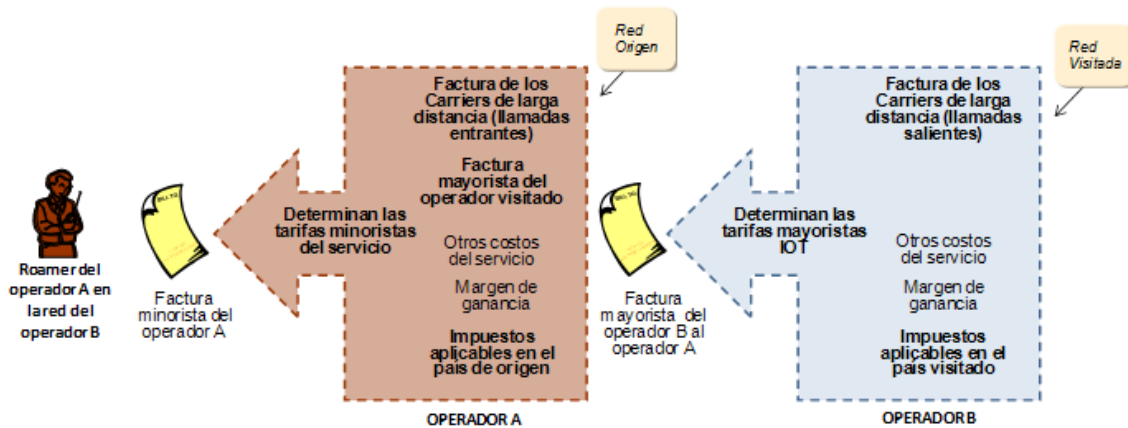 Red
Origen
Red
Visitada
Factura de los
Carriers de larga
distancia (llamadas
entrantes)
Factura
mayorista del
operador visitado
Determinan las
tarifas minoristas
del servicio
Otros costos
del servicio
Margen de
ganancia
Impuestos
aplicables en el
país de origen
OPERADOR A
Factura de los
Carriers de larga
distancia (llamadas
salientes)
Determinan las
tarifas mayoristas
IOT
Otros costos
del servicio
Margen de
ganancia
Impuestos
aplicables en el
país visitado
OPERADOR B
Roamer del
operador A en
la red del
operador B
BILL TO:
Factura
minorista del
operador A
BILL TO:
Factura
mayorista del
operador B al
operador A